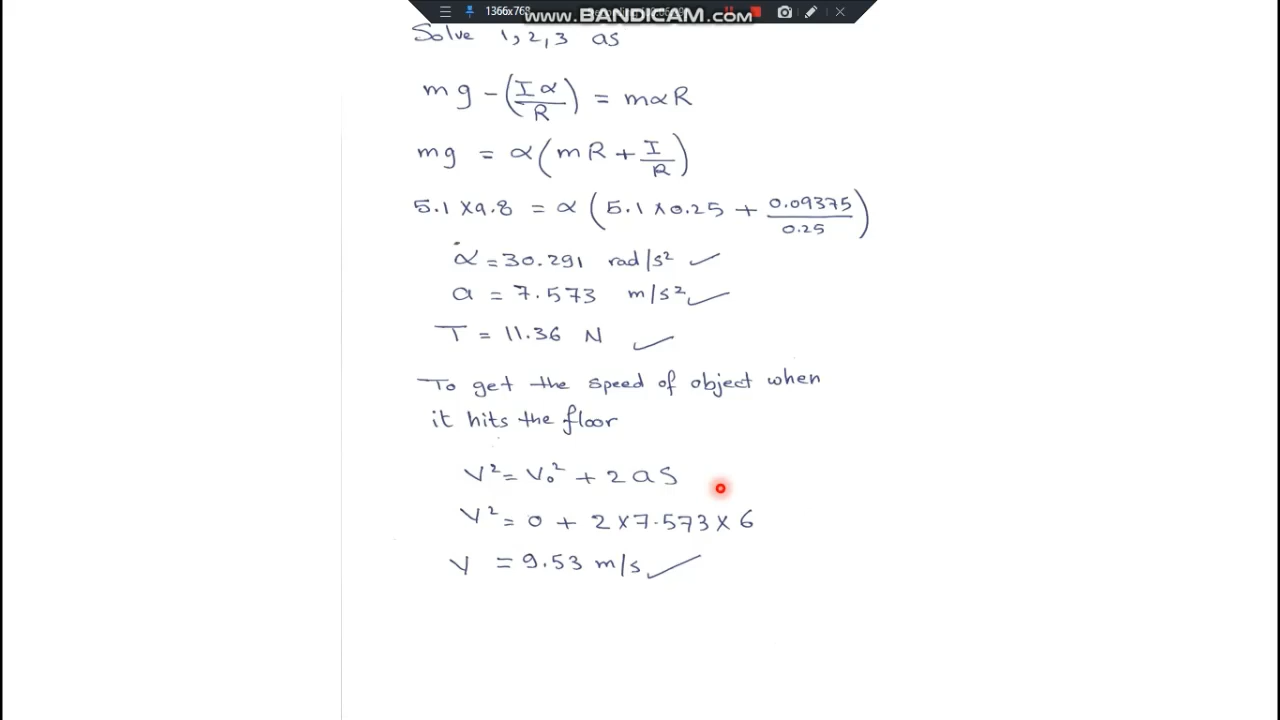 1366x768
www.BANDICAM.com
Solve 1,2,3 as
mg - (Iα/R) = mαR
mg = α(mR + I/R)
5.1 x 9.8 = α (5.1 x 0.25 + 0.09375/0.25)
α = 30.291 rad/s² ✓
a = 7.573 m/s² ✓
T = 11.36 N ✓
To get the speed of object when
it hits the floor
V² = V₀² + 2aS
V² = 0 + 2 x 7.573 x 6
V = 9.53 m/s ✓